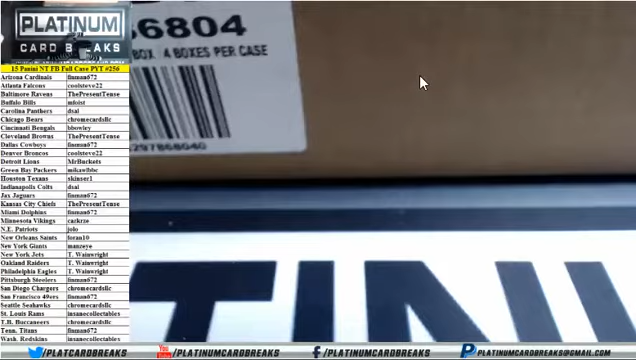 PLATINUM
CARD BREAKS
15 Panini NT FB Full Case PYT #256
Arizona Cardinals finman672
Atlanta Falcons coolsteve22
Baltimore Ravens ThePresentTense
Buffalo Bills mfoist
Carolina Panthers dsal
Chicago Bears chromecardsllc
Cincinnati Bengals bbowley
Cleveland Browns ThePresentTense
Dallas Cowboys finman672
Denver Broncos coolsteve22
Detroit Lions MrBuckets
Green Bay Packers mikawlbbc
Houston Texans skinser1
Indianapolis Colts dsal
Jax Jaguars finman672
Kansas City Chiefs ThePresentTense
Miami Dolphins finman672
Minnesota Vikings carkrze
N.E. Patriots jolo
New Orleans Saints foran10
New York Giants manzeye
New York Jets T. Wainwright
Oakland Raiders T. Wainwright
Philadelphia Eagles T. Wainwright
Pittsburgh Steelers finman672
San Diego Chargers chromecardsllc
San Francisco 49ers finman672
Seattle Seahawks chromecardsllc
St. Louis Rams insanecollectables
T.B. Buccaneers chromecardsllc
Tenn. Titans finman672
Wash. Redskins insanecollectables
56804
BOX 4 BOXES PER CASE
TINU
/PLATCARDBREAKS
YouTube /PLATINUMCARDBREAKS
/PLATINUMCARDBREAKS
PLATINUMCARDBREAKS@GMAIL.COM